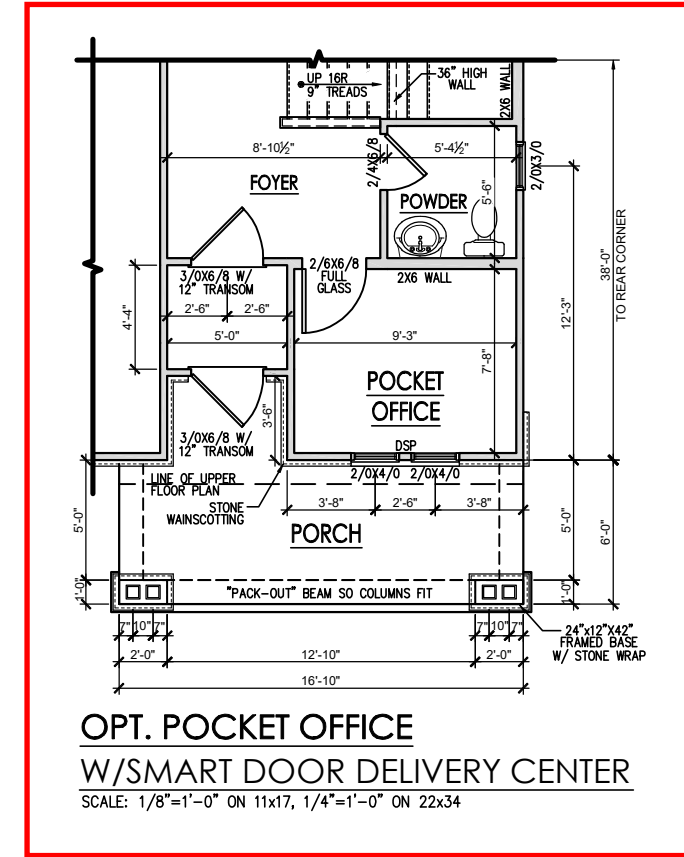 UP 16R
9" TREADS
36" HIGH
WALL
2X6 WALL
8'-10½"
5'-4½"
2/4X6/8
2/0X3/0
FOYER
POWDER
5'-6"
38'-0"
TO REAR CORNER
3/0X6/8 W/
12" TRANSOM
2/6X6/8
FULL
GLASS
2X6 WALL
12'-3"
4'-4"
2'-6"
2'-6"
5'-0"
9'-3"
7'-8"
POCKET
OFFICE
3'-6"
3/0X6/8 W/
12" TRANSOM
DSP
2/0X4/0
2/0X4/0
LINE OF UPPER
FLOOR PLAN
STONE
WAINSCOTTING
3'-8"
2'-6"
3'-8"
5'-0"
PORCH
5'-0"
6'-0"
1'-0"
"PACK-OUT" BEAM SO COLUMNS FIT
1'-0"
7"
10"
7"
7"
10"
7"
24"x12"X42"
FRAMED BASE
W/ STONE WRAP
2'-0"
12'-10"
2'-0"
16'-10"
OPT. POCKET OFFICE
W/SMART DOOR DELIVERY CENTER
SCALE: 1/8"=1'-0" ON 11x17, 1/4"=1'-0" ON 22x34